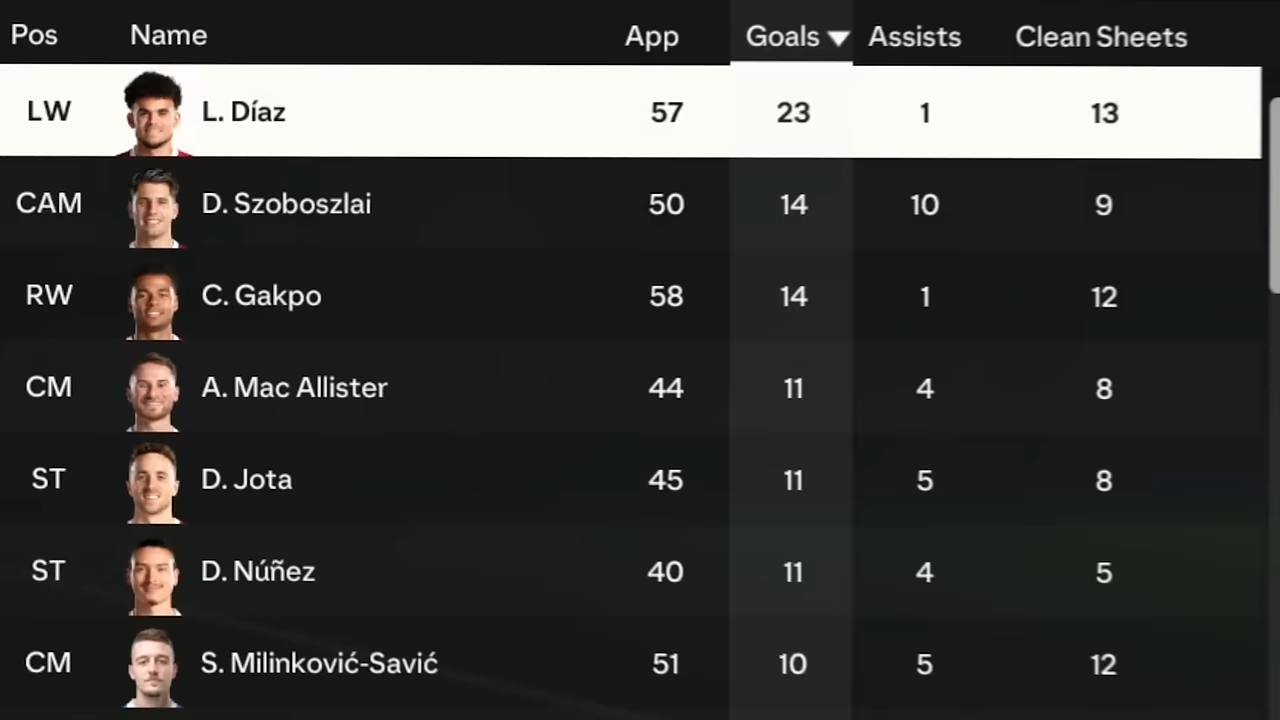 Pos Name App Goals Assists Clean Sheets
LW L. Díaz 57 23 1 13
CAM D. Szoboszlai 50 14 10 9
RW C. Gakpo 58 14 1 12
CM A. Mac Allister 44 11 4 8
ST D. Jota 45 11 5 8
ST D. Núñez 40 11 4 5
CM S. Milinković-Savić 51 10 5 12